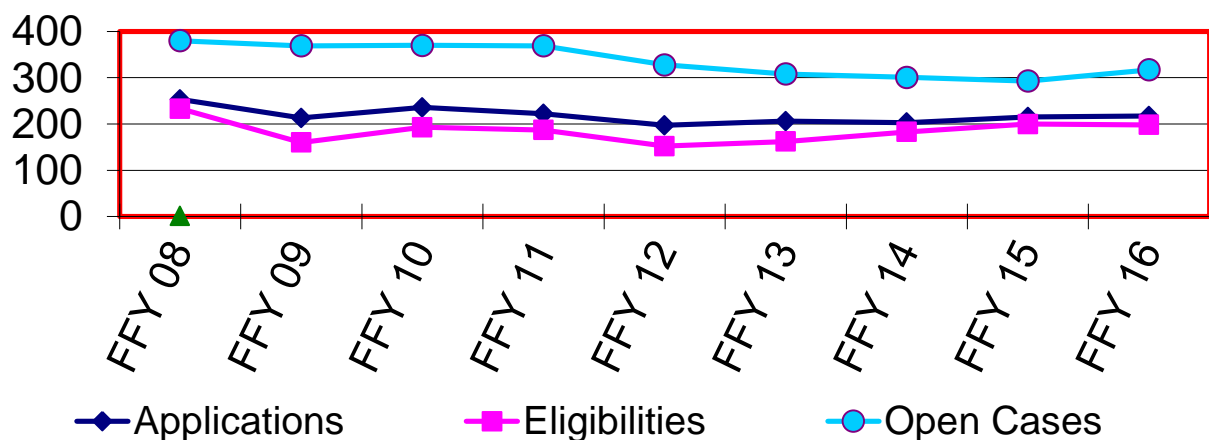 400
300
200
100
0
FFY 08
FFY 09
FFY 10
FFY 11
FFY 12
FFY 13
FFY 14
FFY 15
FFY 16
Applications Eligibilities Open Cases